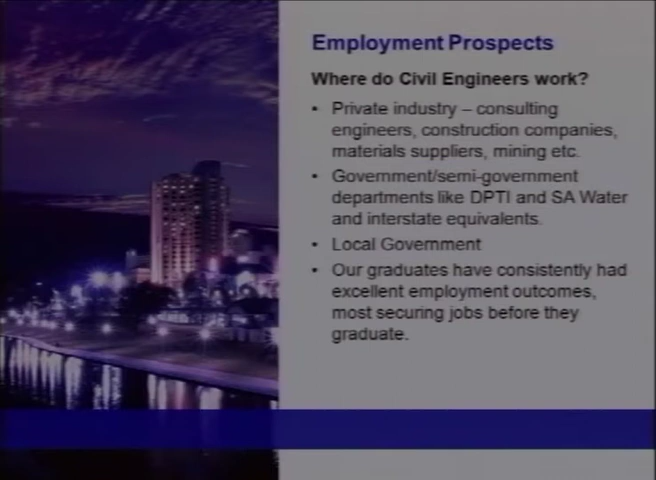 Employment Prospects
Where do Civil Engineers work?
• Private industry – consulting
engineers, construction companies,
materials suppliers, mining etc.
• Government/semi-government
departments like DPTI and SA Water
and interstate equivalents.
• Local Government
• Our graduates have consistently had
excellent employment outcomes,
most securing jobs before they
graduate.